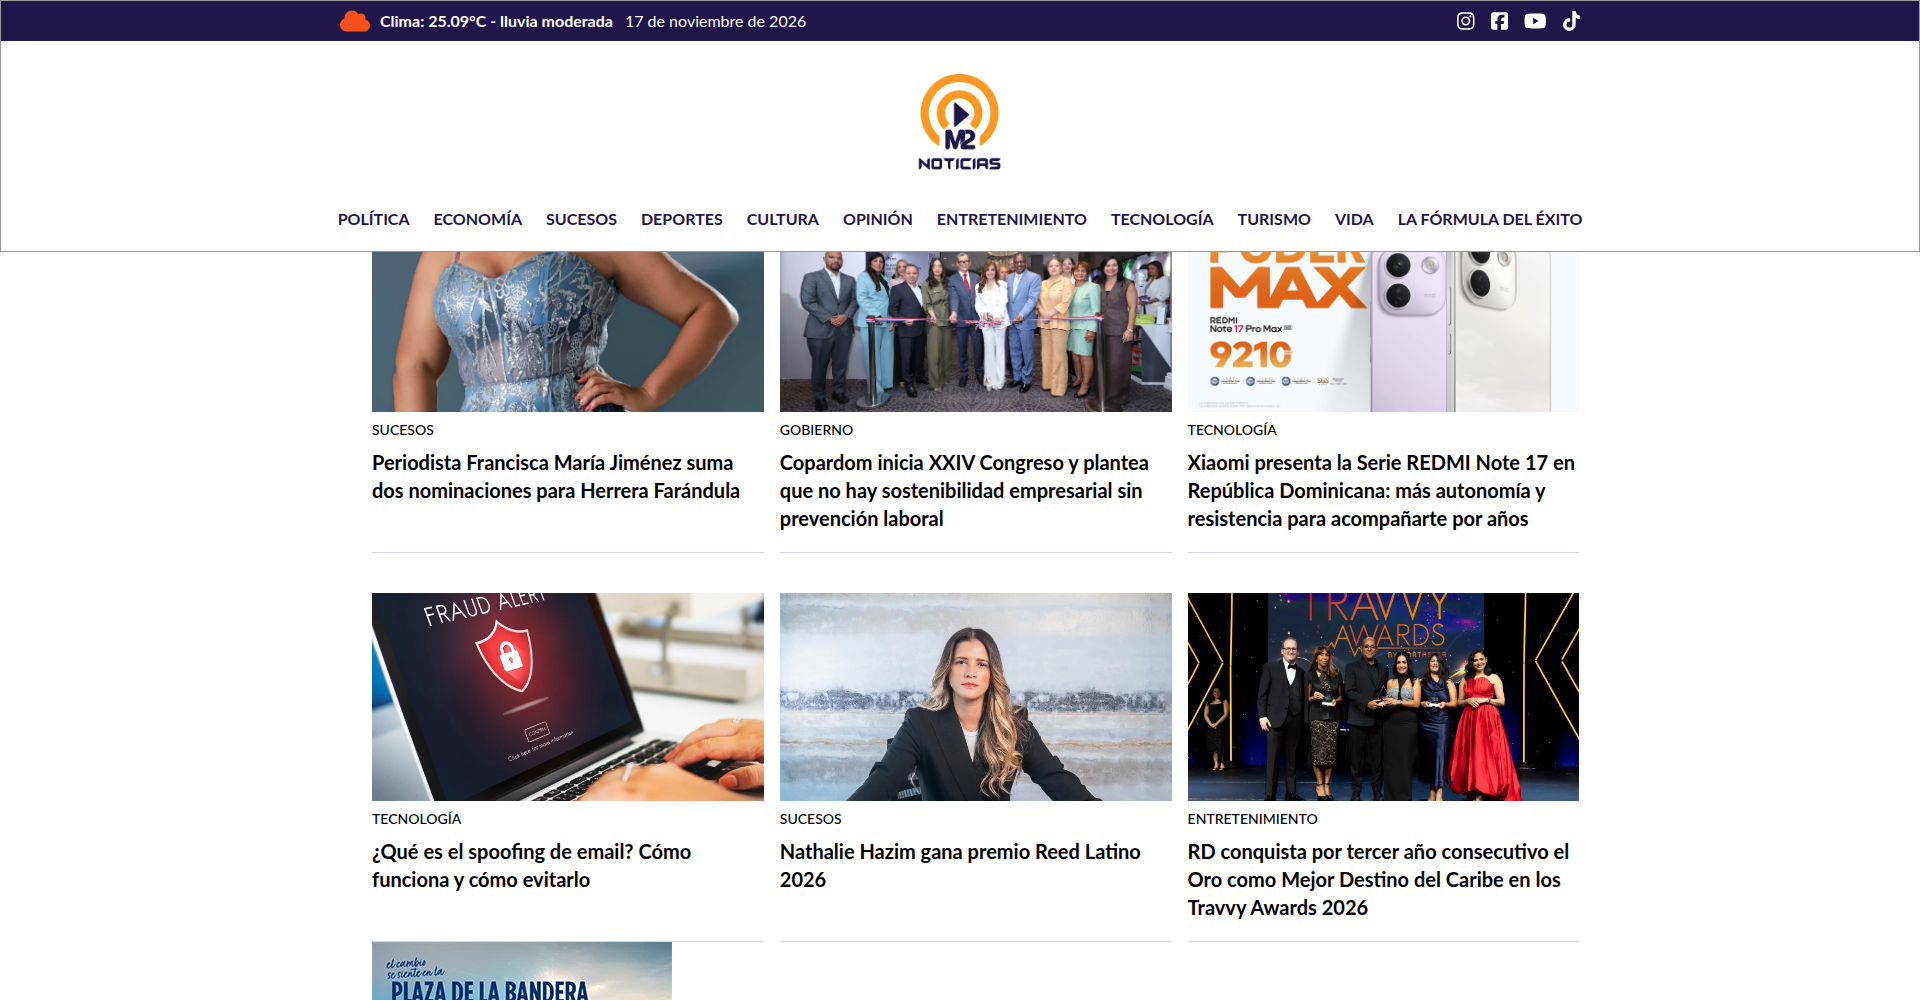 Clima: 25.09°C - lluvia moderada 17 de noviembre de 2026
M2
NOTICIAS
POLÍTICA ECONOMÍA SUCESOS DEPORTES CULTURA OPINIÓN ENTRETENIMIENTO TECNOLOGÍA TURISMO VIDA LA FÓRMULA DEL ÉXITO
PODER
MAX
REDMI
Note 17 Pro Max
9210
SUCESOS
Periodista Francisca María Jiménez suma
dos nominaciones para Herrera Farándula
GOBIERNO
Copardom inicia XXIV Congreso y plantea
que no hay sostenibilidad empresarial sin
prevención laboral
TECNOLOGÍA
Xiaomi presenta la Serie REDMI Note 17 en
República Dominicana: más autonomía y
resistencia para acompañarte por años
FRAUD ALERT
Click here for more information
TRAVVY
AWARDS
TECNOLOGÍA
¿Qué es el spoofing de email? Cómo
funciona y cómo evitarlo
SUCESOS
Nathalie Hazim gana premio Reed Latino
2026
ENTRETENIMIENTO
RD conquista por tercer año consecutivo el
Oro como Mejor Destino del Caribe en los
Travvy Awards 2026
el cambio
se siente en la
PLAZA DE LA BANDERA